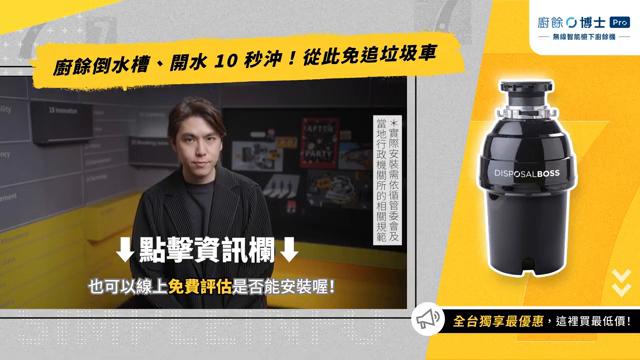 廚餘博士 Pro
無線智能櫥下廚餘機
廚餘倒水槽、開水 10 秒沖！從此免追垃圾車
＊實際安裝需依循管委會及
當地行政機關所的相關規範
AFTER
PARTY
DISPOSALBOSS
⬇點擊資訊欄⬇
也可以線上免費評估是否能安裝喔！
全台獨享最優惠，這裡買最低價！